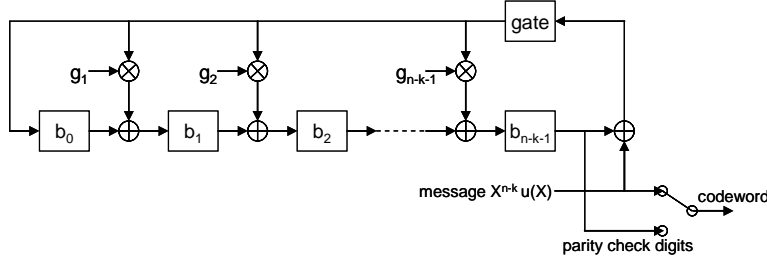 gate
g₁ g₂ gₙ₋ₖ₋₁
b₀ b₁ b₂ bₙ₋ₖ₋₁
message Xⁿ⁻ᵏ u(X)
codeword
parity check digits